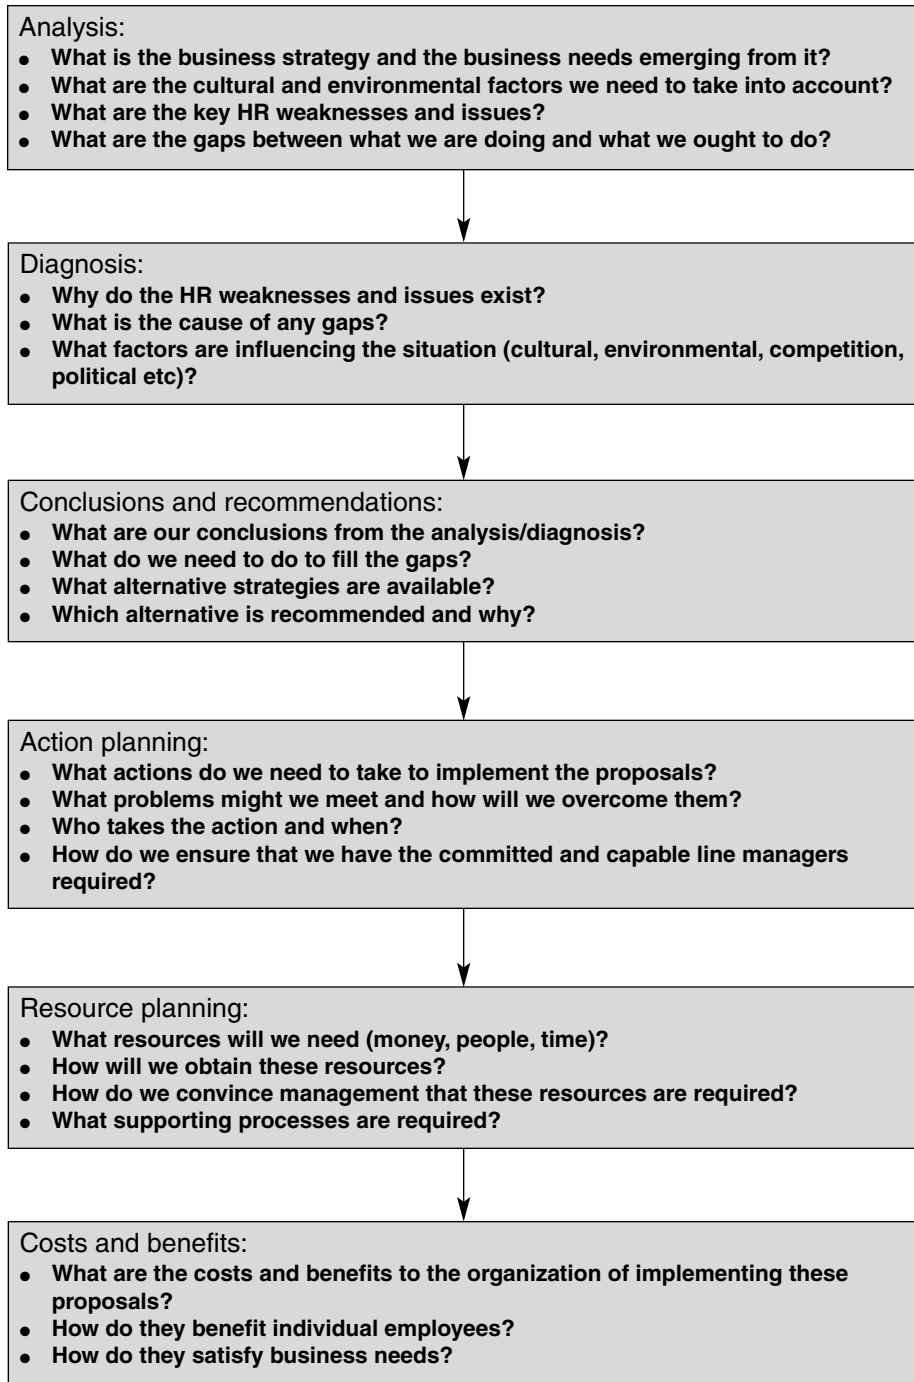 Analysis:
● What is the business strategy and the business needs emerging from it?
● What are the cultural and environmental factors we need to take into account?
● What are the key HR weaknesses and issues?
● What are the gaps between what we are doing and what we ought to do?
Diagnosis:
● Why do the HR weaknesses and issues exist?
● What is the cause of any gaps?
● What factors are influencing the situation (cultural, environmental, competition,
political etc)?
Conclusions and recommendations:
● What are our conclusions from the analysis/diagnosis?
● What do we need to do to fill the gaps?
● What alternative strategies are available?
● Which alternative is recommended and why?
Action planning:
● What actions do we need to take to implement the proposals?
● What problems might we meet and how will we overcome them?
● Who takes the action and when?
● How do we ensure that we have the committed and capable line managers
required?
Resource planning:
● What resources will we need (money, people, time)?
● How will we obtain these resources?
● How do we convince management that these resources are required?
● What supporting processes are required?
Costs and benefits:
● What are the costs and benefits to the organization of implementing these
proposals?
● How do they benefit individual employees?
● How do they satisfy business needs?